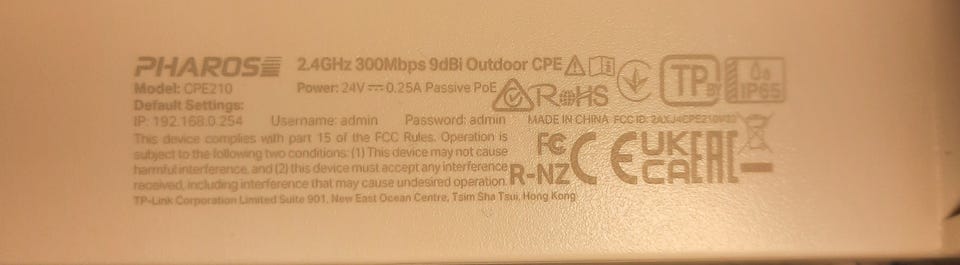 PHAROS 2.4GHz 300Mbps 9dBi Outdoor CPE
Model: CPE210 Power: 24V⎓0.25A Passive PoE
RoHS TP BY IP65
Default Settings:
IP: 192.168.0.254 Username: admin Password: admin MADE IN CHINA FCC ID: 2AXJ4CPE210V32
This device complies with part 15 of the FCC Rules. Operation is
subject to the following two conditions: (1) This device may not cause
harmful interference, and (2) this device must accept any interference
received, including interference that may cause undesired operation.
FC
R-NZ CE UK
CA EAC
TP-Link Corporation Limited Suite 901, New East Ocean Centre, Tsim Sha Tsui, Hong Kong